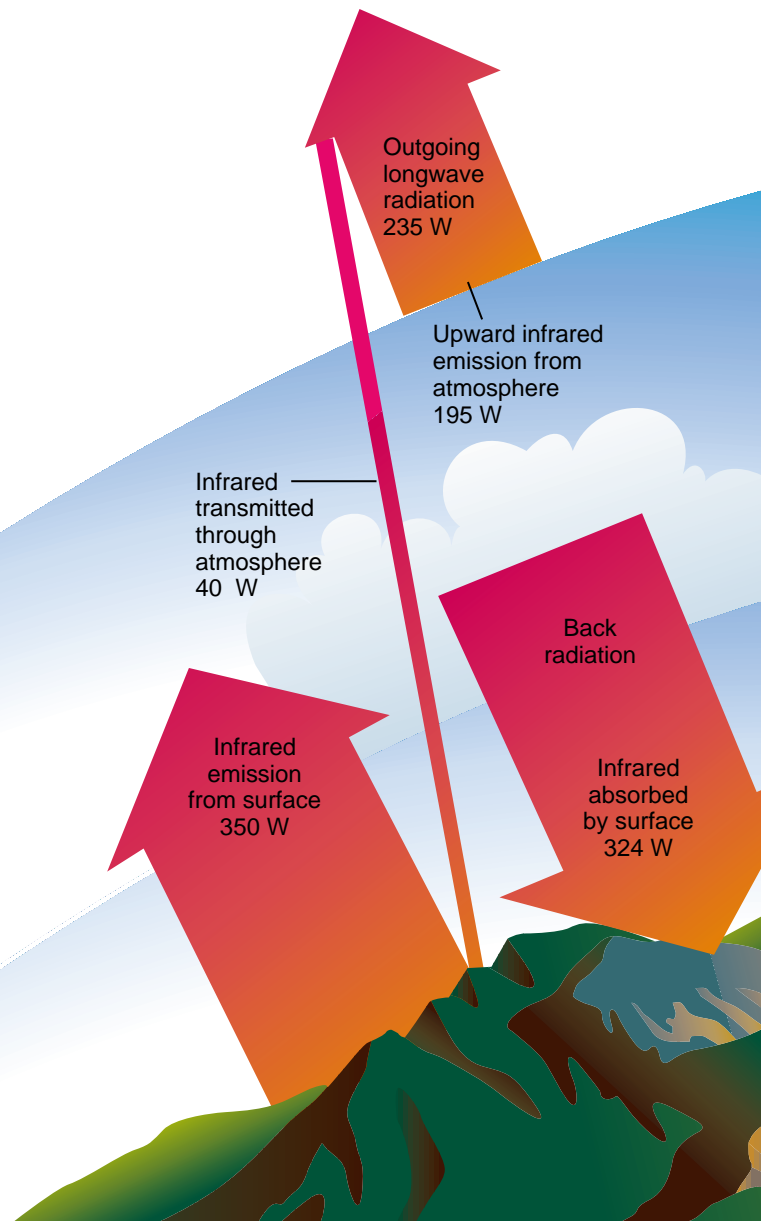 Outgoing
longwave
radiation
235 W
Upward infrared
emission from
atmosphere
195 W
Infrared
transmitted
through
atmosphere
40 W
Back
radiation
Infrared
emission
from surface
350 W
Infrared
absorbed
by surface
324 W